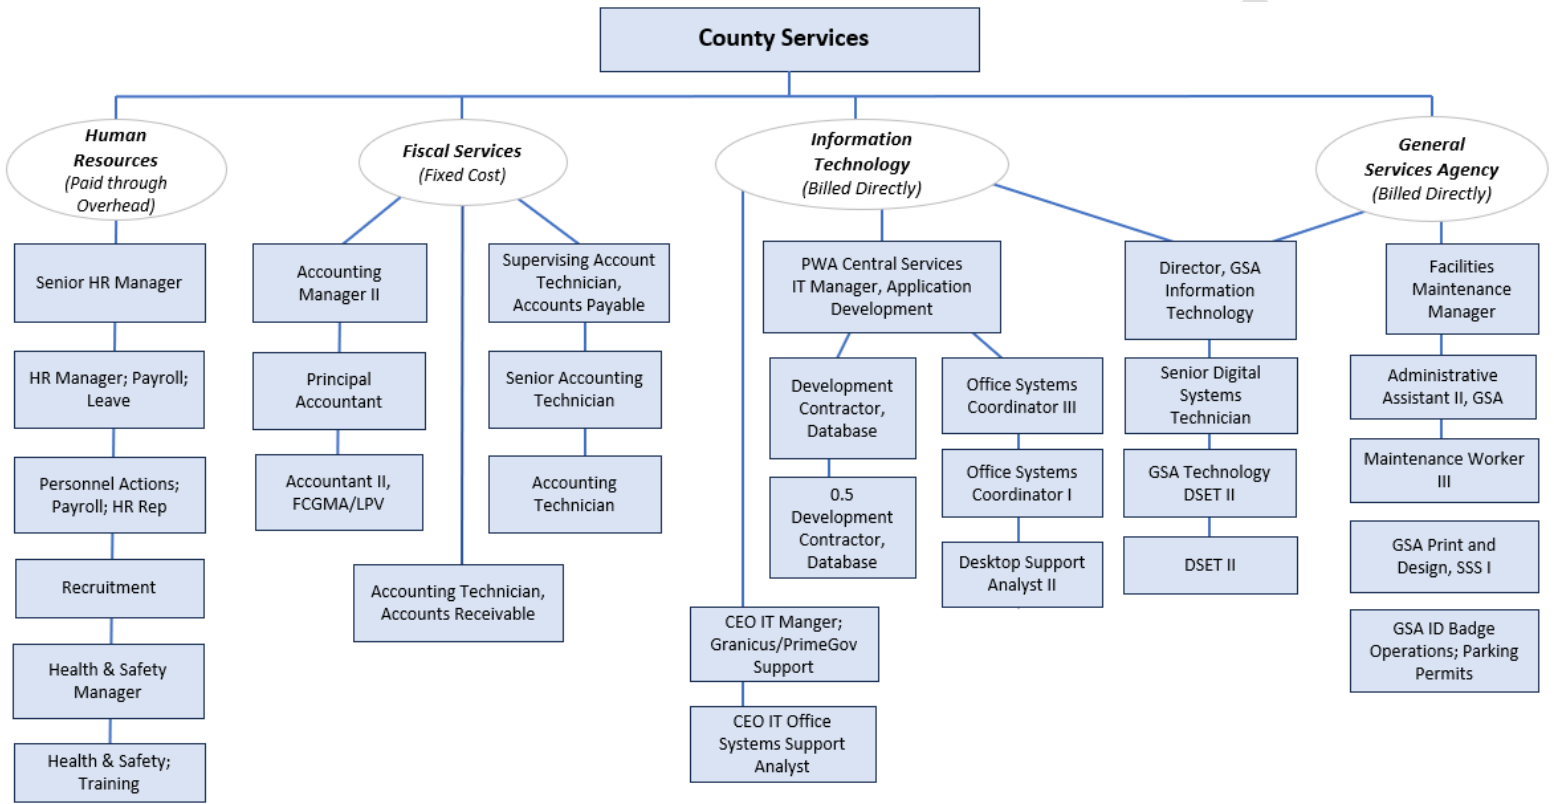 County Services
Human
Resources
(Paid through
Overhead)
Senior HR Manager
HR Manager; Payroll;
Leave
Personnel Actions;
Payroll; HR Rep
Recruitment
Health & Safety
Manager
Health & Safety;
Training
Fiscal Services
(Fixed Cost)
Accounting
Manager II
Principal
Accountant
Accountant II,
FCGMA/LPV
Supervising Account
Technician,
Accounts Payable
Senior Accounting
Technician
Accounting
Technician
Accounting Technician,
Accounts Receivable
Information
Technology
(Billed Directly)
PWA Central Services
IT Manager, Application
Development
Development
Contractor,
Database
0.5
Development
Contractor,
Database
Office Systems
Coordinator III
Office Systems
Coordinator I
Desktop Support
Analyst II
CEO IT Manger;
Granicus/PrimeGov
Support
CEO IT Office
Systems Support
Analyst
Director, GSA
Information
Technology
Senior Digital
Systems
Technician
GSA Technology
DSET II
DSET II
General
Services Agency
(Billed Directly)
Facilities
Maintenance
Manager
Administrative
Assistant II, GSA
Maintenance Worker
III
GSA Print and
Design, SSS I
GSA ID Badge
Operations; Parking
Permits